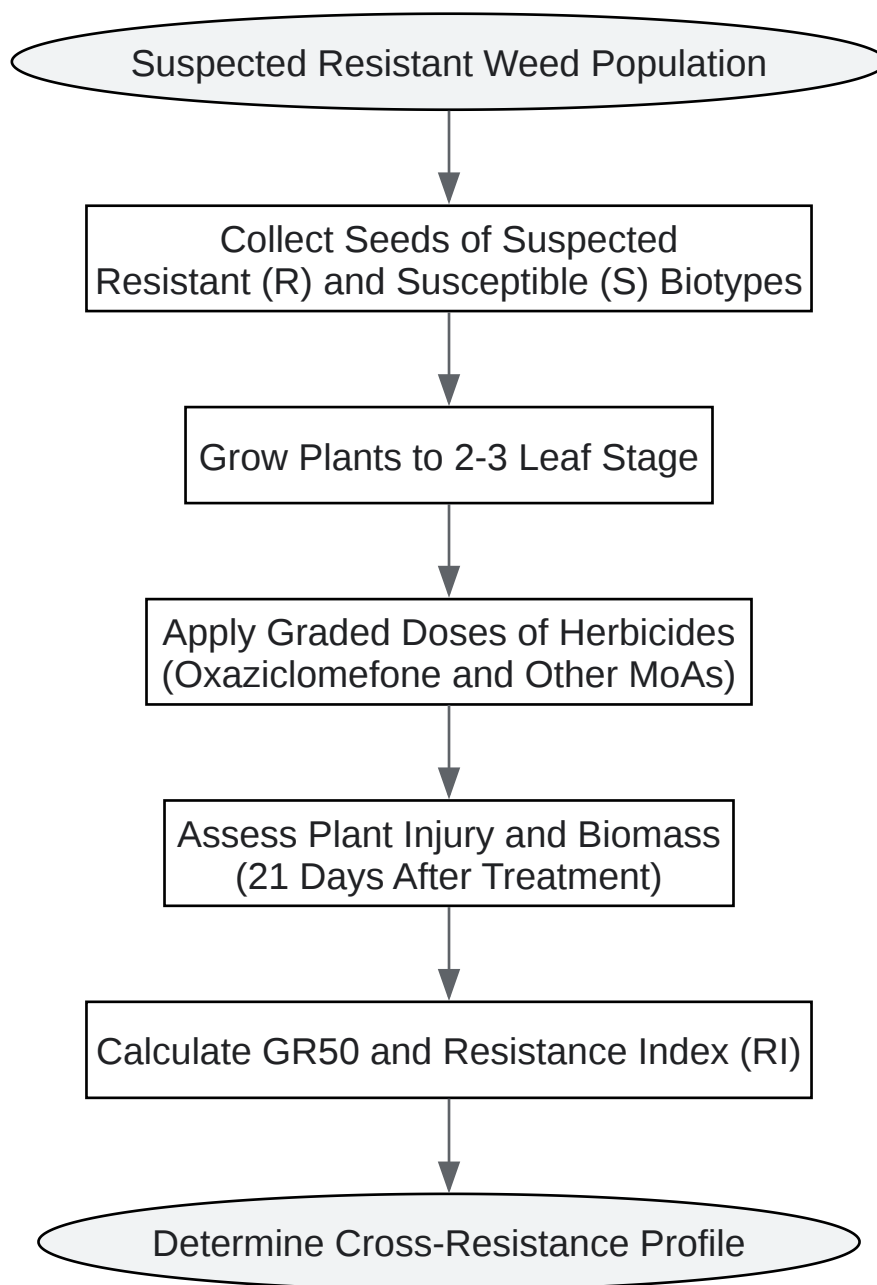 Suspected Resistant Weed Population
Collect Seeds of Suspected
Resistant (R) and Susceptible (S) Biotypes
Grow Plants to 2-3 Leaf Stage
Apply Graded Doses of Herbicides
(Oxaziclomefone and Other MoAs)
Assess Plant Injury and Biomass
(21 Days After Treatment)
Calculate GR50 and Resistance Index (RI)
Determine Cross-Resistance Profile